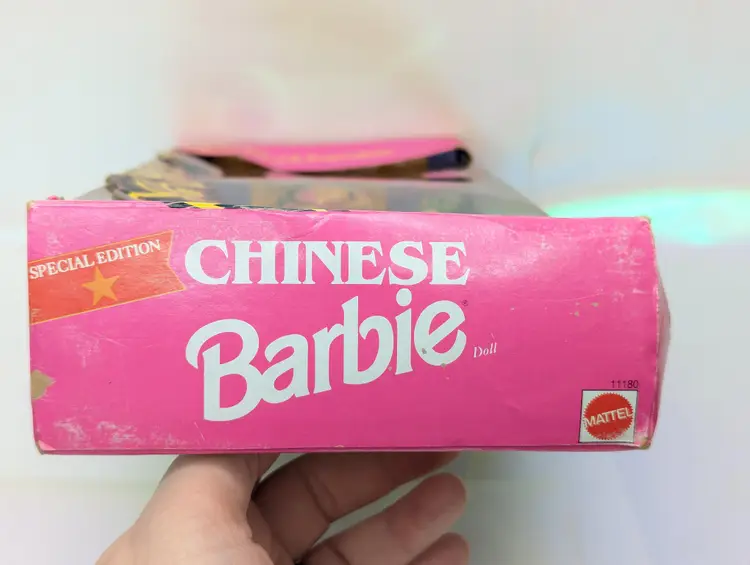 SPECIAL EDITION
CHINESE
Barbie®
Doll
11180
MATTEL